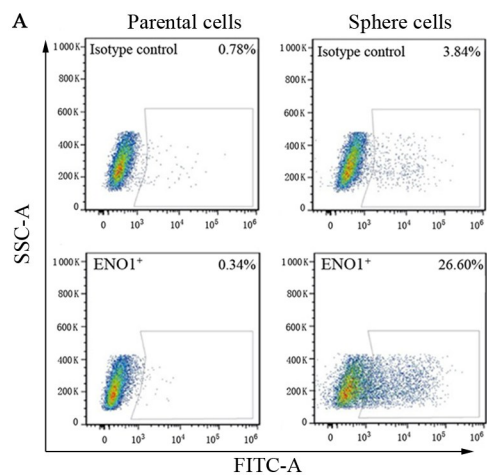 A
Parental cells Sphere cells
Isotype control 0.78%
1000K
800K
600K
400K
200K
0
0 10³ 10⁴ 10⁵ 10⁶
Isotype control 3.84%
1000K
800K
600K
400K
200K
0
0 10³ 10⁴ 10⁵ 10⁶
ENO1⁺ 0.34%
1000K
800K
600K
400K
200K
0
0 10³ 10⁴ 10⁵ 10⁶
ENO1⁺ 26.60%
1000K
800K
600K
400K
200K
0
0 10³ 10⁴ 10⁵ 10⁶
SSC-A
FITC-A